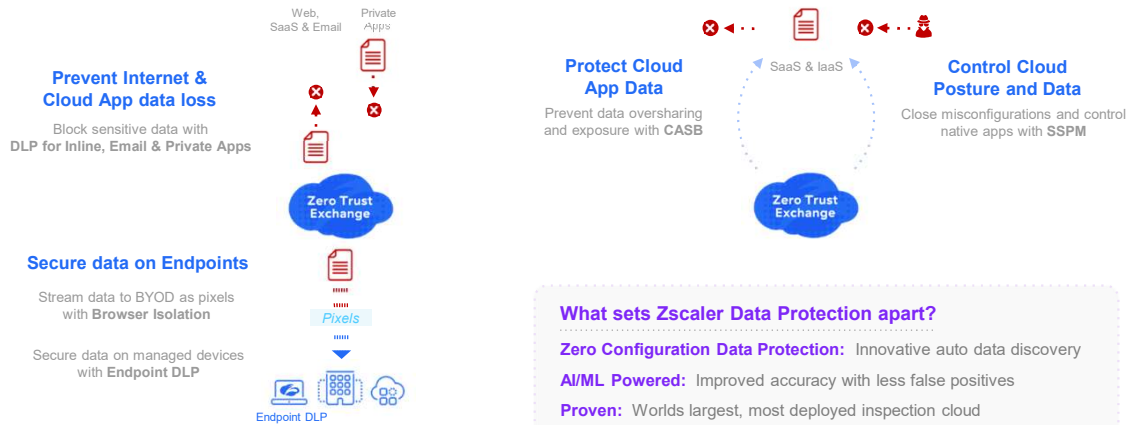 Web,
SaaS & Email
Private
Apps
Prevent Internet &
Cloud App data loss
Block sensitive data with
DLP for Inline, Email & Private Apps
Zero Trust
Exchange
Secure data on Endpoints
Stream data to BYOD as pixels
with Browser Isolation
Pixels
Secure data on managed devices
with Endpoint DLP
Endpoint DLP
Protect Cloud
App Data
Prevent data oversharing
and exposure with CASB
SaaS & IaaS
Control Cloud
Posture and Data
Close misconfigurations and control
native apps with SSPM
Zero Trust
Exchange
What sets Zscaler Data Protection apart?
Zero Configuration Data Protection: Innovative auto data discovery
AI/ML Powered: Improved accuracy with less false positives
Proven: Worlds largest, most deployed inspection cloud